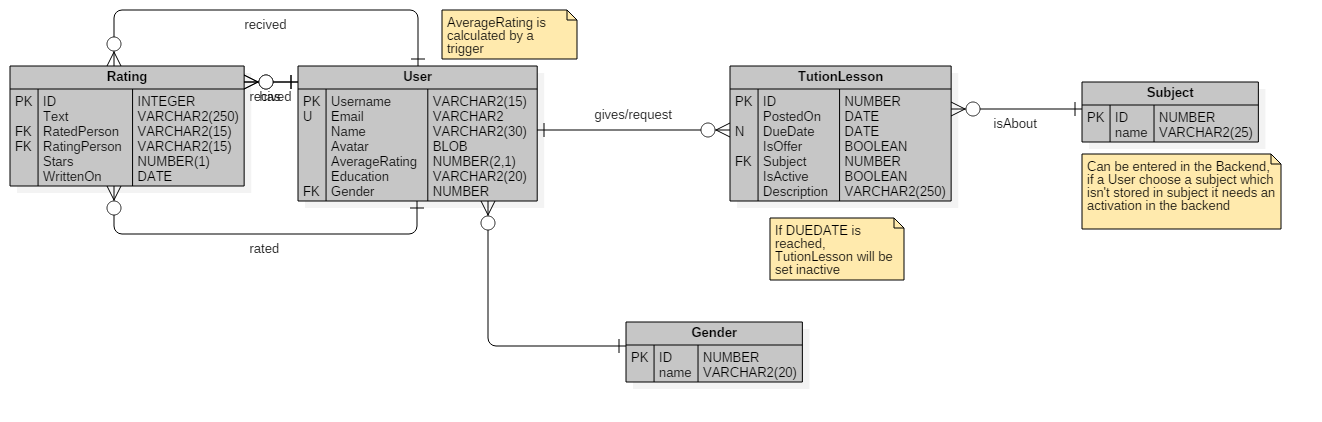 recived
AverageRating is
calculated by a
trigger
Rating
PK ID INTEGER
Text VARCHAR2(250)
FK RatedPerson VARCHAR2(15)
FK RatingPerson VARCHAR2(15)
Stars NUMBER(1)
WrittenOn DATE
User
PK Username VARCHAR2(15)
U Email VARCHAR2
Name VARCHAR2(30)
Avatar BLOB
AverageRating NUMBER(2,1)
Education VARCHAR2(20)
FK Gender NUMBER
gives/request
TutionLesson
PK ID NUMBER
PostedOn DATE
N DueDate DATE
IsOffer BOOLEAN
FK Subject NUMBER
IsActive BOOLEAN
Description VARCHAR2(250)
isAbout
Subject
PK ID NUMBER
name VARCHAR2(25)
Can be entered in the Backend,
if a User choose a subject which
isn't stored in subject it needs an
activation in the backend
If DUEDATE is
reached,
TutionLesson will be
set inactive
rated
Gender
PK ID NUMBER
name VARCHAR2(20)